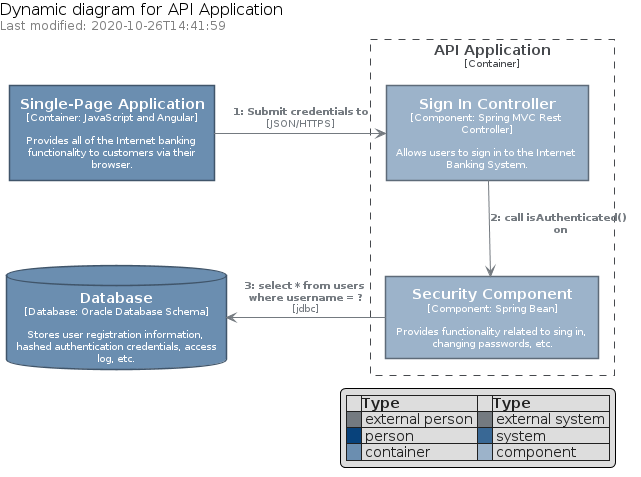 Dynamic diagram for API Application
Last modified: 2020-10-26T14:41:59
API Application
[Container]
Single-Page Application
[Container: JavaScript and Angular]
Provides all of the Internet banking
functionality to customers via their
browser.
1: Submit credentials to
[JSON/HTTPS]
Sign In Controller
[Component: Spring MVC Rest
Controller]
Allows users to sign in to the Internet
Banking System.
2: call isAuthenticated()
on
Database
[Database: Oracle Database Schema]
Stores user registration information,
hashed authentication credentials, access
log, etc.
3: select * from users
where username = ?
[jdbc]
Security Component
[Component: Spring Bean]
Provides functionality related to sing in,
changing passwords, etc.
Type Type
external person external system
person system
container component